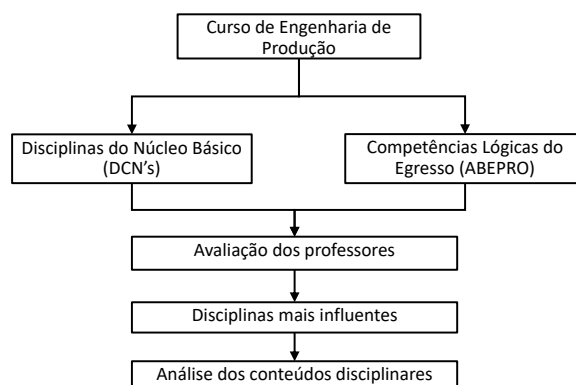 Curso de Engenharia de
Produção
Disciplinas do Núcleo Básico
(DCN's)
Competências Lógicas do
Egresso (ABEPRO)
Avaliação dos professores
Disciplinas mais influentes
Análise dos conteúdos disciplinares